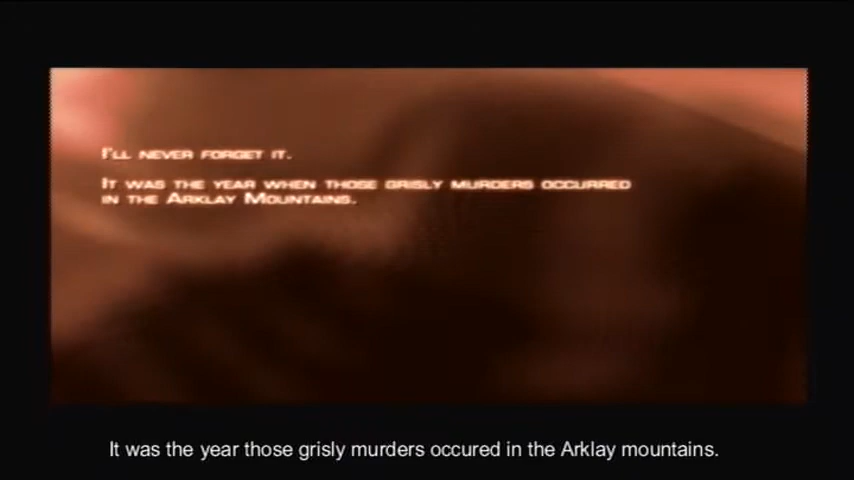 I'll never forget it.
It was the year when those grisly murders occurred
in the Arklay Mountains.
It was the year those grisly murders occured in the Arklay mountains.